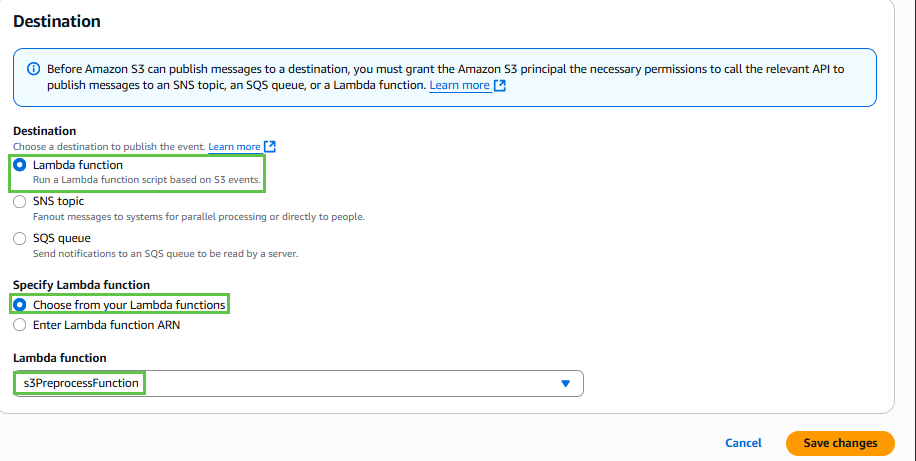 Destination
Before Amazon S3 can publish messages to a destination, you must grant the Amazon S3 principal the necessary permissions to call the relevant API to
publish messages to an SNS topic, an SQS queue, or a Lambda function. Learn more
Destination
Choose a destination to publish the event. Learn more
Lambda function
Run a Lambda function script based on S3 events.
SNS topic
Fanout messages to systems for parallel processing or directly to people.
SQS queue
Send notifications to an SQS queue to be read by a server.
Specify Lambda function
Choose from your Lambda functions
Enter Lambda function ARN
Lambda function
s3PreprocessFunction
Cancel Save changes